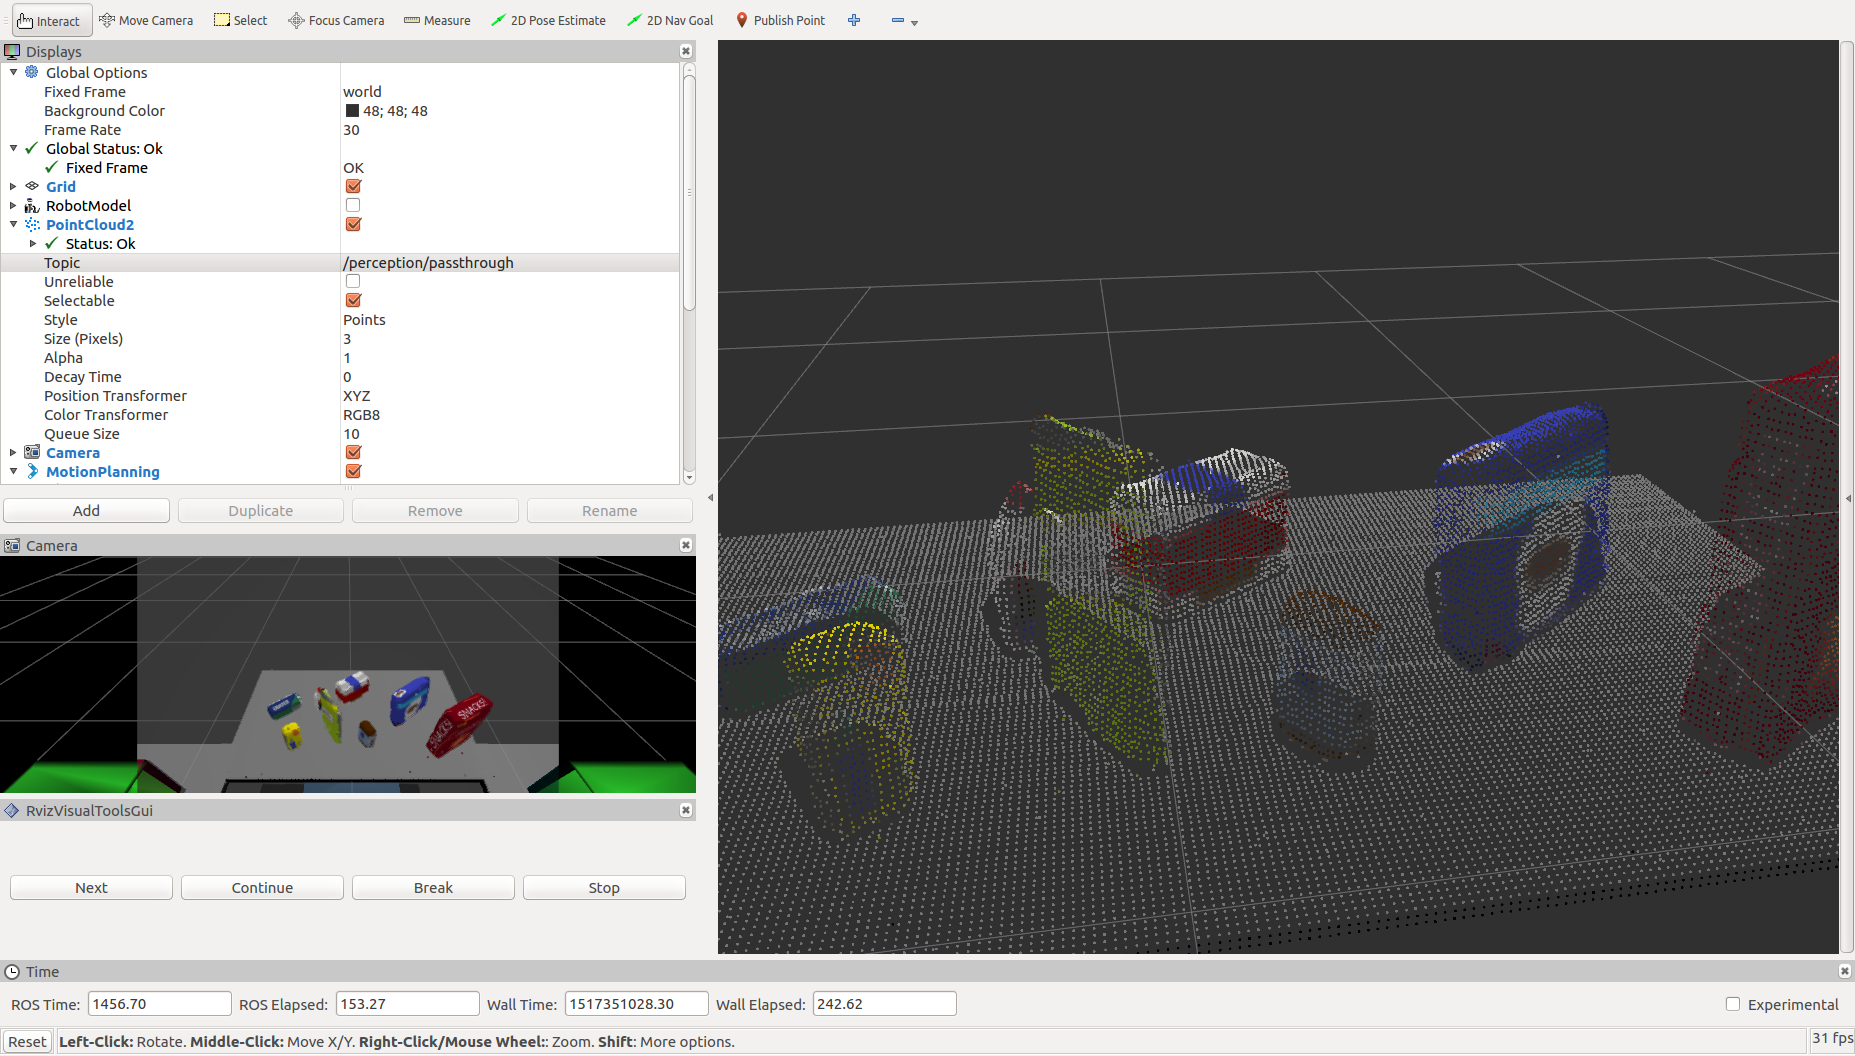 Interact Move Camera Select Focus Camera Measure 2D Pose Estimate 2D Nav Goal Publish Point
Displays
Global Options
Fixed Frame world
Background Color 48; 48; 48
Frame Rate 30
Global Status: Ok
Fixed Frame OK
Grid
RobotModel
PointCloud2
Status: Ok
Topic /perception/passthrough
Unreliable
Selectable
Style Points
Size (Pixels) 3
Alpha 1
Decay Time 0
Position Transformer XYZ
Color Transformer RGB8
Queue Size 10
Camera
MotionPlanning
Add Duplicate Remove Rename
Camera
SNACKS
SNACKS
RvizVisualToolsGui
Next Continue Break Stop
Time
ROS Time: 1456.70 ROS Elapsed: 153.27 Wall Time: 1517351028.30 Wall Elapsed: 242.62 Experimental
Reset Left-Click: Rotate. Middle-Click: Move X/Y. Right-Click/Mouse Wheel:: Zoom. Shift: More options. 31 fps